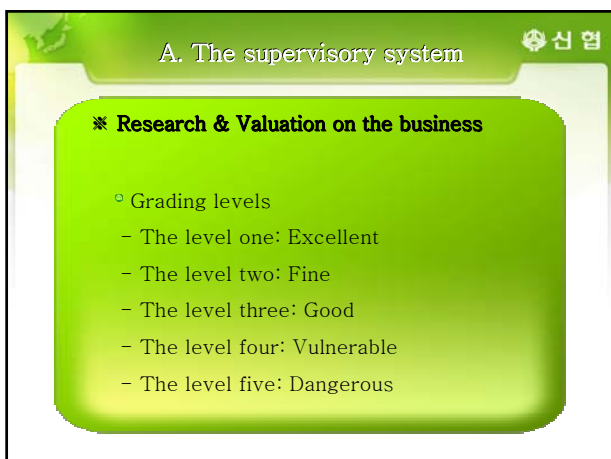 A. The supervisory system
신협
※ Research & Valuation on the business
° Grading levels
- The level one: Excellent
- The level two: Fine
- The level three: Good
- The level four: Vulnerable
- The level five: Dangerous